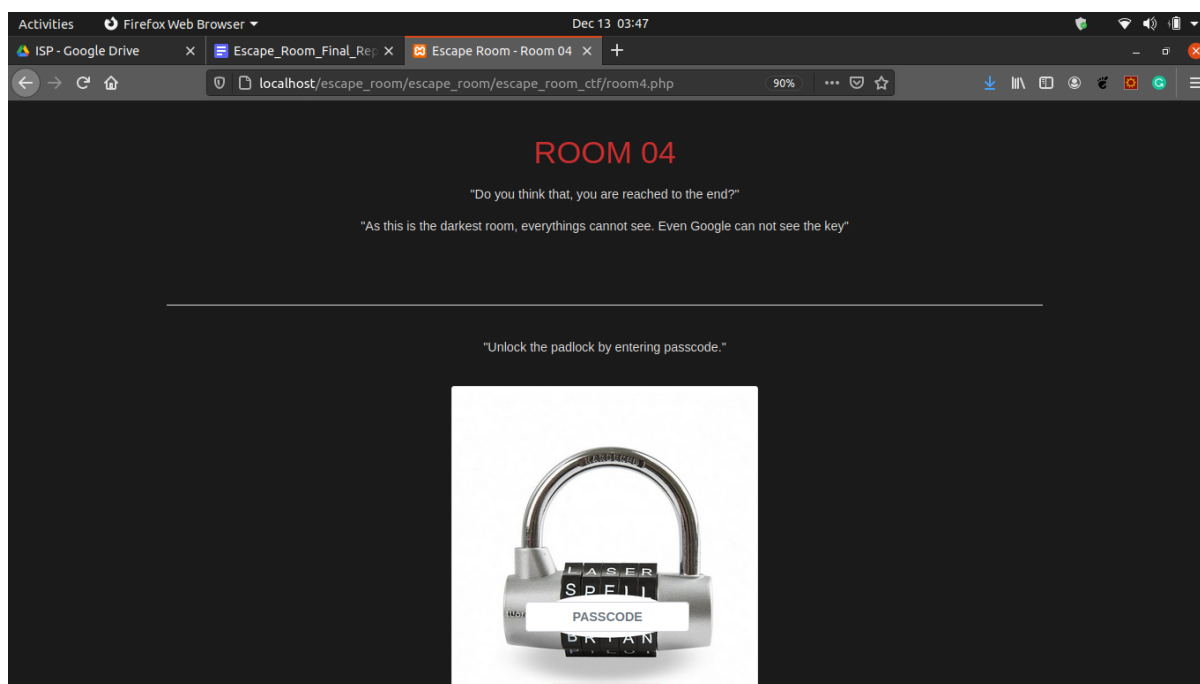 Activities Firefox Web Browser Dec 13 03:47
ISP - Google Drive Escape_Room_Final_Rep Escape Room - Room 04
localhost/escape_room/escape_room/escape_room_ctf/room4.php 90%
ROOM 04
"Do you think that, you are reached to the end?"
"As this is the darkest room, everythings cannot see. Even Google can not see the key"
"Unlock the padlock by entering passcode."
HARDENED
LASER
SPELL
PASSCODE
BRIAN